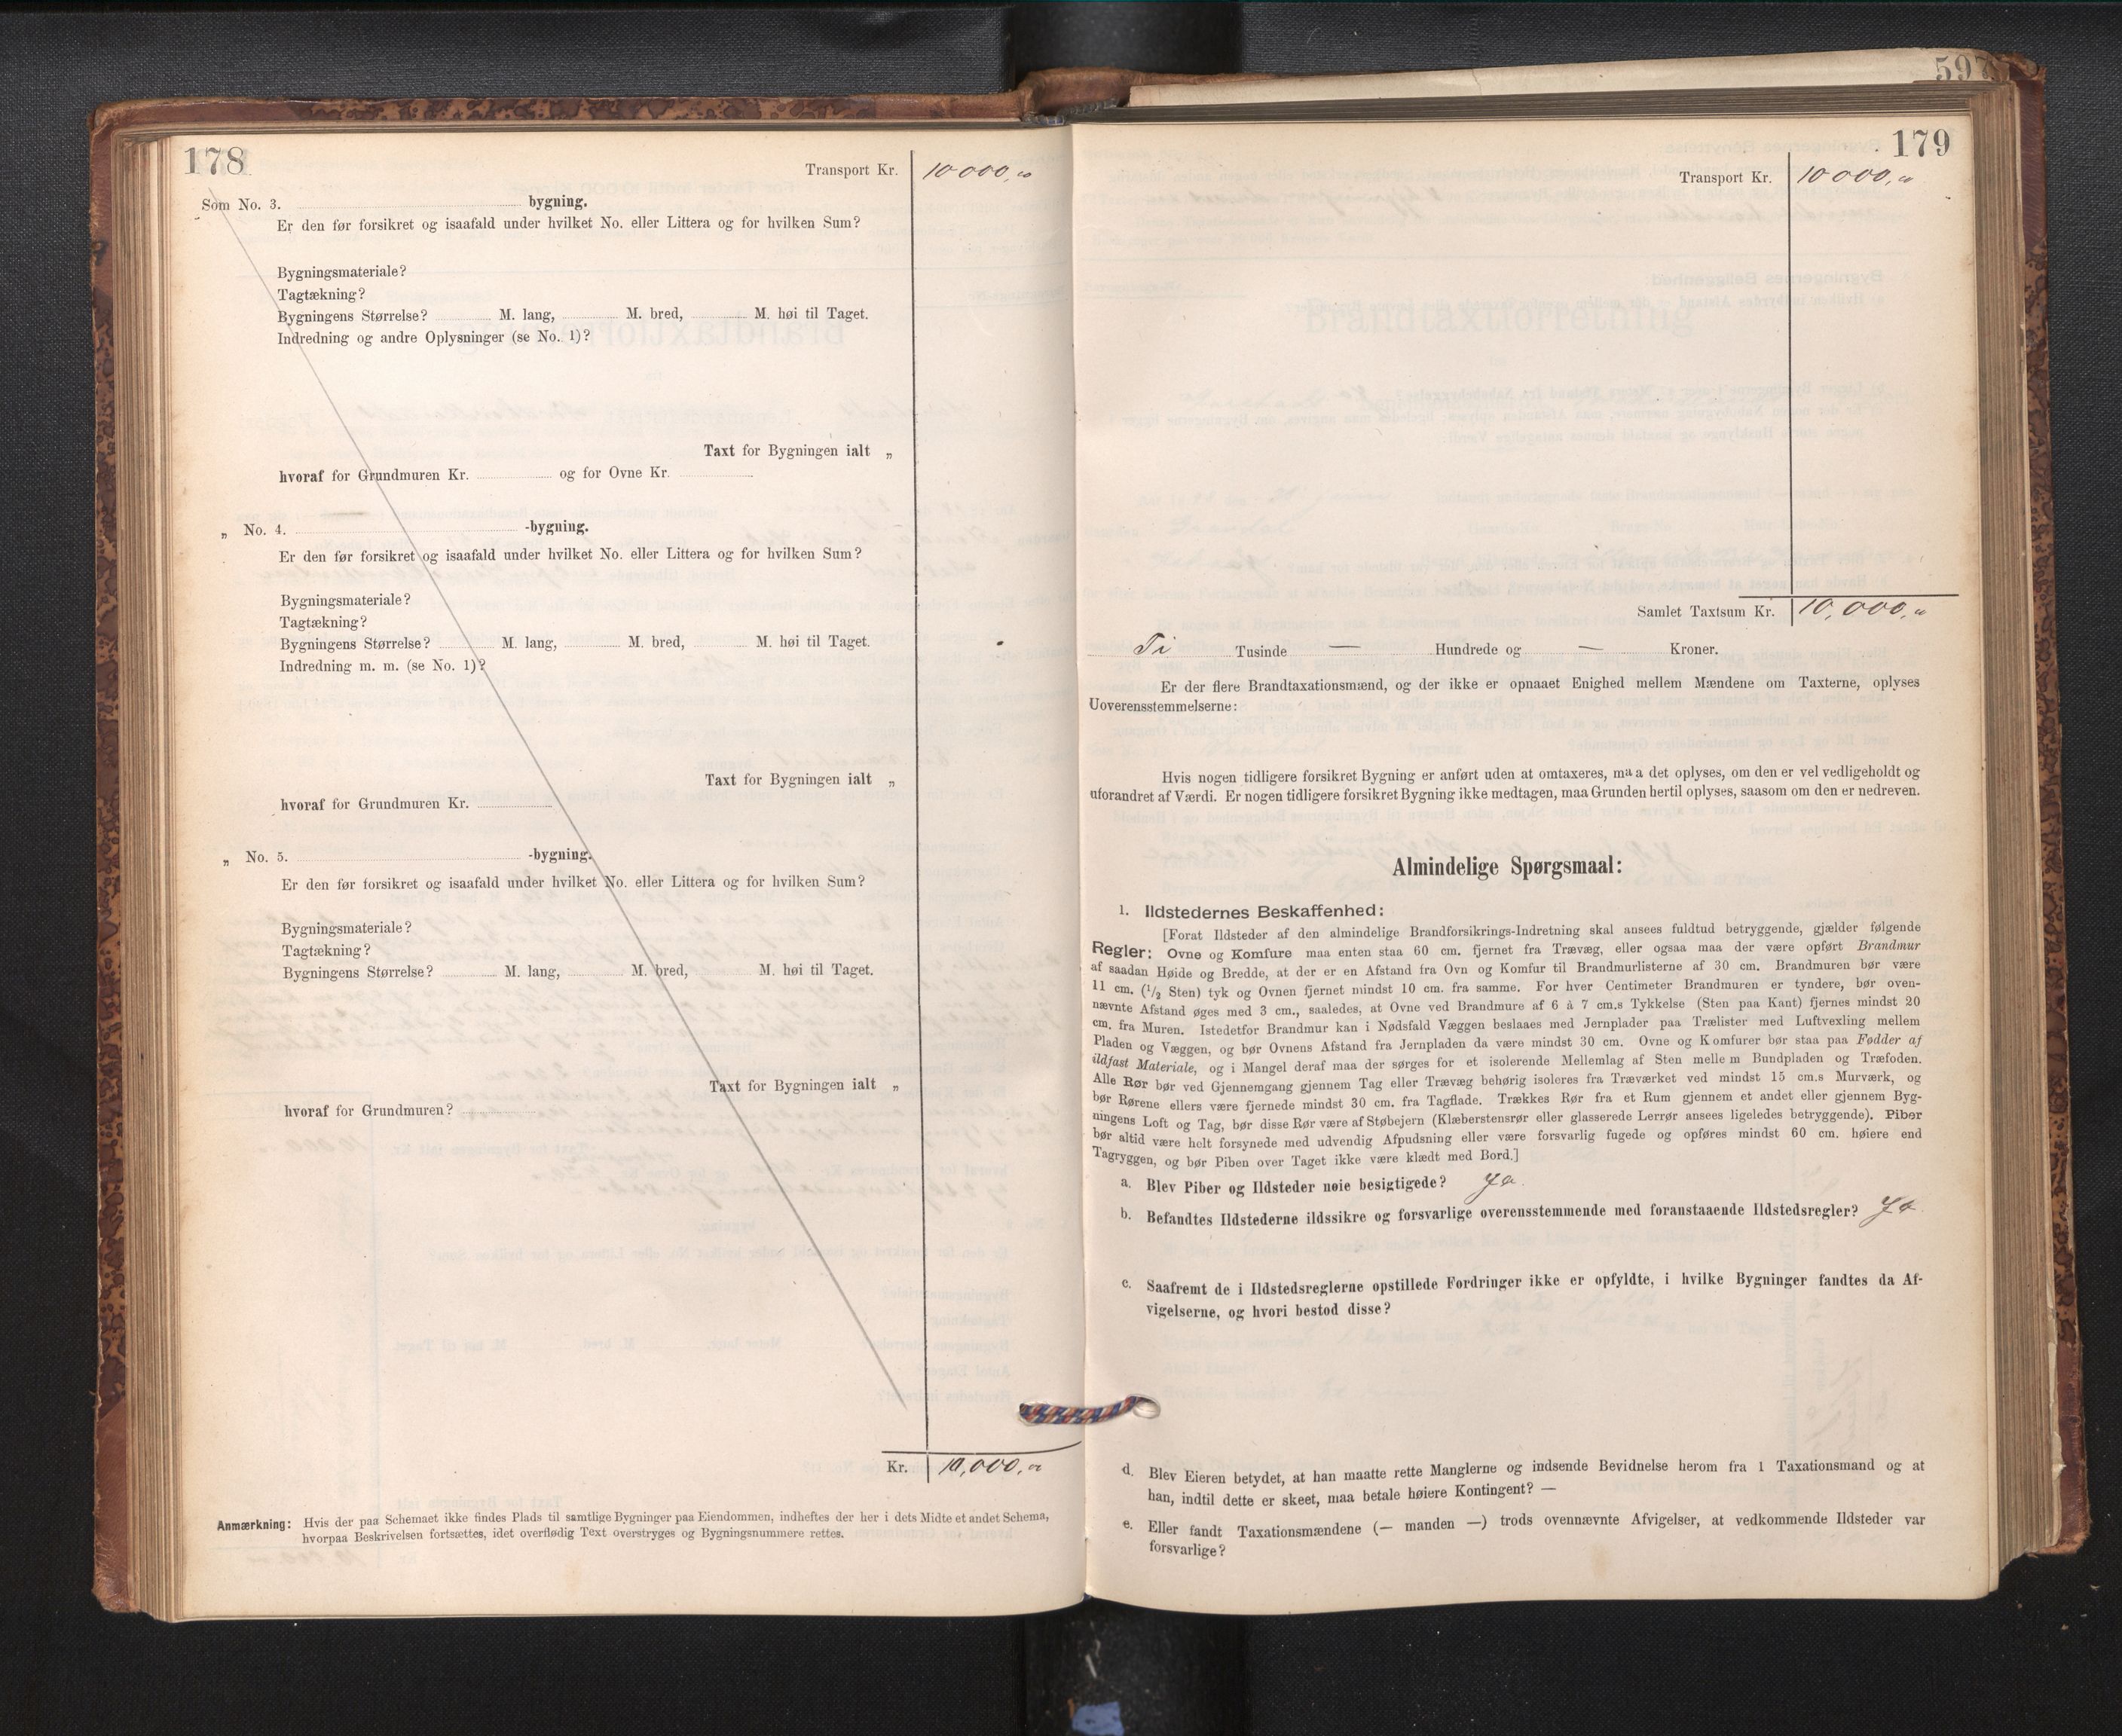 597
178
Transport Kr. 10000,00
Som No. 3. bygning.
Er den før forsikret og isaafald under hvilket No. eller Littera og for hvilken Sum?
Bygningsmateriale?
Tagtækning?
Bygningens Størrelse? M. lang, M. bred, M. høi til Taget.
Indredning og andre Oplysninger (se No. 1)?
Taxt for Bygningen ialt „
hvoraf for Grundmuren Kr. og for Ovne Kr.
„ No. 4. -bygning.
Er den før forsikret og isaafald under hvilket No. eller Littera og for hvilken Sum?
Bygningsmateriale?
Tagtækning?
Bygningens Størrelse? M. lang, M. bred, M. høi til Taget.
Indredning m. m. (se No. 1)?
Taxt for Bygningen ialt „
hvoraf for Grundmuren Kr.
„ No. 5. -bygning.
Er den før forsikret og isaafald under hvilket No. eller Littera og for hvilken Sum?
Bygningsmateriale?
Tagtækning?
Bygningens Størrelse? M. lang, M. bred, M. høi til Taget.
Taxt for Bygningen ialt „
hvoraf for Grundmuren?
Kr. 10,000,00
Anmærkning: Hvis der paa Schemaet ikke findes Plads til samtlige Bygninger paa Eiendommen, indheftes der her i dets Midte et andet Schema,
hvorpaa Beskrivelsen fortsættes, idet overflødig Text overstryges og Bygningsnummere rettes.
179
Transport Kr. 10000,00
Samlet Taxtsum Kr. 10,000,00
Ti Tusinde — Hundrede og — Kroner.
Er der flere Brandtaxationsmænd, og der ikke er opnaaet Enighed mellem Mændene om Taxterne, oplyses
Uoverensstemmelserne:
Hvis nogen tidligere forsikret Bygning er anført uden at omtaxeres, maa det oplyses, om den er vel vedligeholdt og
uforandret af Værdi. Er nogen tidligere forsikret Bygning ikke medtagen, maa Grunden hertil oplyses, saasom om den er nedreven.
Almindelige Spørgsmaal:
1. Ildstedernes Beskaffenhed:
[Forat Ildsteder af den almindelige Brandforsikrings-Indretning skal ansees fuldtud betryggende, gjælder følgende
Regler: Ovne og Komfure maa enten staa 60 cm. fjernet fra Trævæg, eller ogsaa maa der være opført Brandmur
af saadan Høide og Bredde, at der er en Afstand fra Ovn og Komfur til Brandmurlisterne af 30 cm. Brandmuren bør være
11 cm. (1/2 Sten) tyk og Ovnen fjernet mindst 10 cm. fra samme. For hver Centimeter Brandmuren er tyndere, bør oven-
nævnte Afstand øges med 3 cm., saaledes, at Ovne ved Brandmure af 6 à 7 cm.s Tykkelse (Sten paa Kant) fjernes mindst 20
cm. fra Muren. Istedetfor Brandmur kan i Nødsfald Væggen beslaaes med Jernplader paa Trælister med Luftvexling mellem
Pladen og Væggen, og bør Ovnens Afstand fra Jernpladen da være mindst 30 cm. Ovne og Komfurer bør staa paa Fødder af
ildfast Materiale, og i Mangel deraf maa der sørges for et isolerende Mellemlag af Sten mellem Bundpladen og Træfoden.
Alle Rør bør ved Gjennemgang gjennem Tag eller Trævæg behørig isoleres fra Træværket ved mindst 15 cm.s Murværk, og
bør Rørene ellers være fjernede mindst 30 cm. fra Tagflade. Trækkes Rør fra et Rum gjennem et andet eller gjennem Byg-
ningens Loft og Tag, bør disse Rør være af Støbejern (Klæberstensrør eller glasserede Lerrør ansees ligeledes betryggende). Piber
bør altid være helt forsynede med udvendig Afpudsning eller være forsvarlig fugede og opføres mindst 60 cm. høiere end
Tagryggen, og bør Piben over Taget ikke være klædt med Bord.]
a. Blev Piber og Ildsteder nøie besigtigede? Ja.
b. Befandtes Ildstederne ildssikre og forsvarlige overensstemmende med foranstaaende Ildstedsregler? Ja
c. Saafremt de i Ildstedsreglerne opstillede Fordringer ikke er opfyldte, i hvilke Bygninger fandtes da Af-
vigelserne, og hvori bestod disse?
d. Blev Eieren betydet, at han maatte rette Manglerne og indsende Bevidnelse herom fra 1 Taxationsmand og at
han, indtil dette er skeet, maa betale høiere Kontingent? —
e. Eller fandt Taxationsmændene (— manden —) trods ovennævnte Afvigelser, at vedkommende Ildsteder var
forsvarlige?